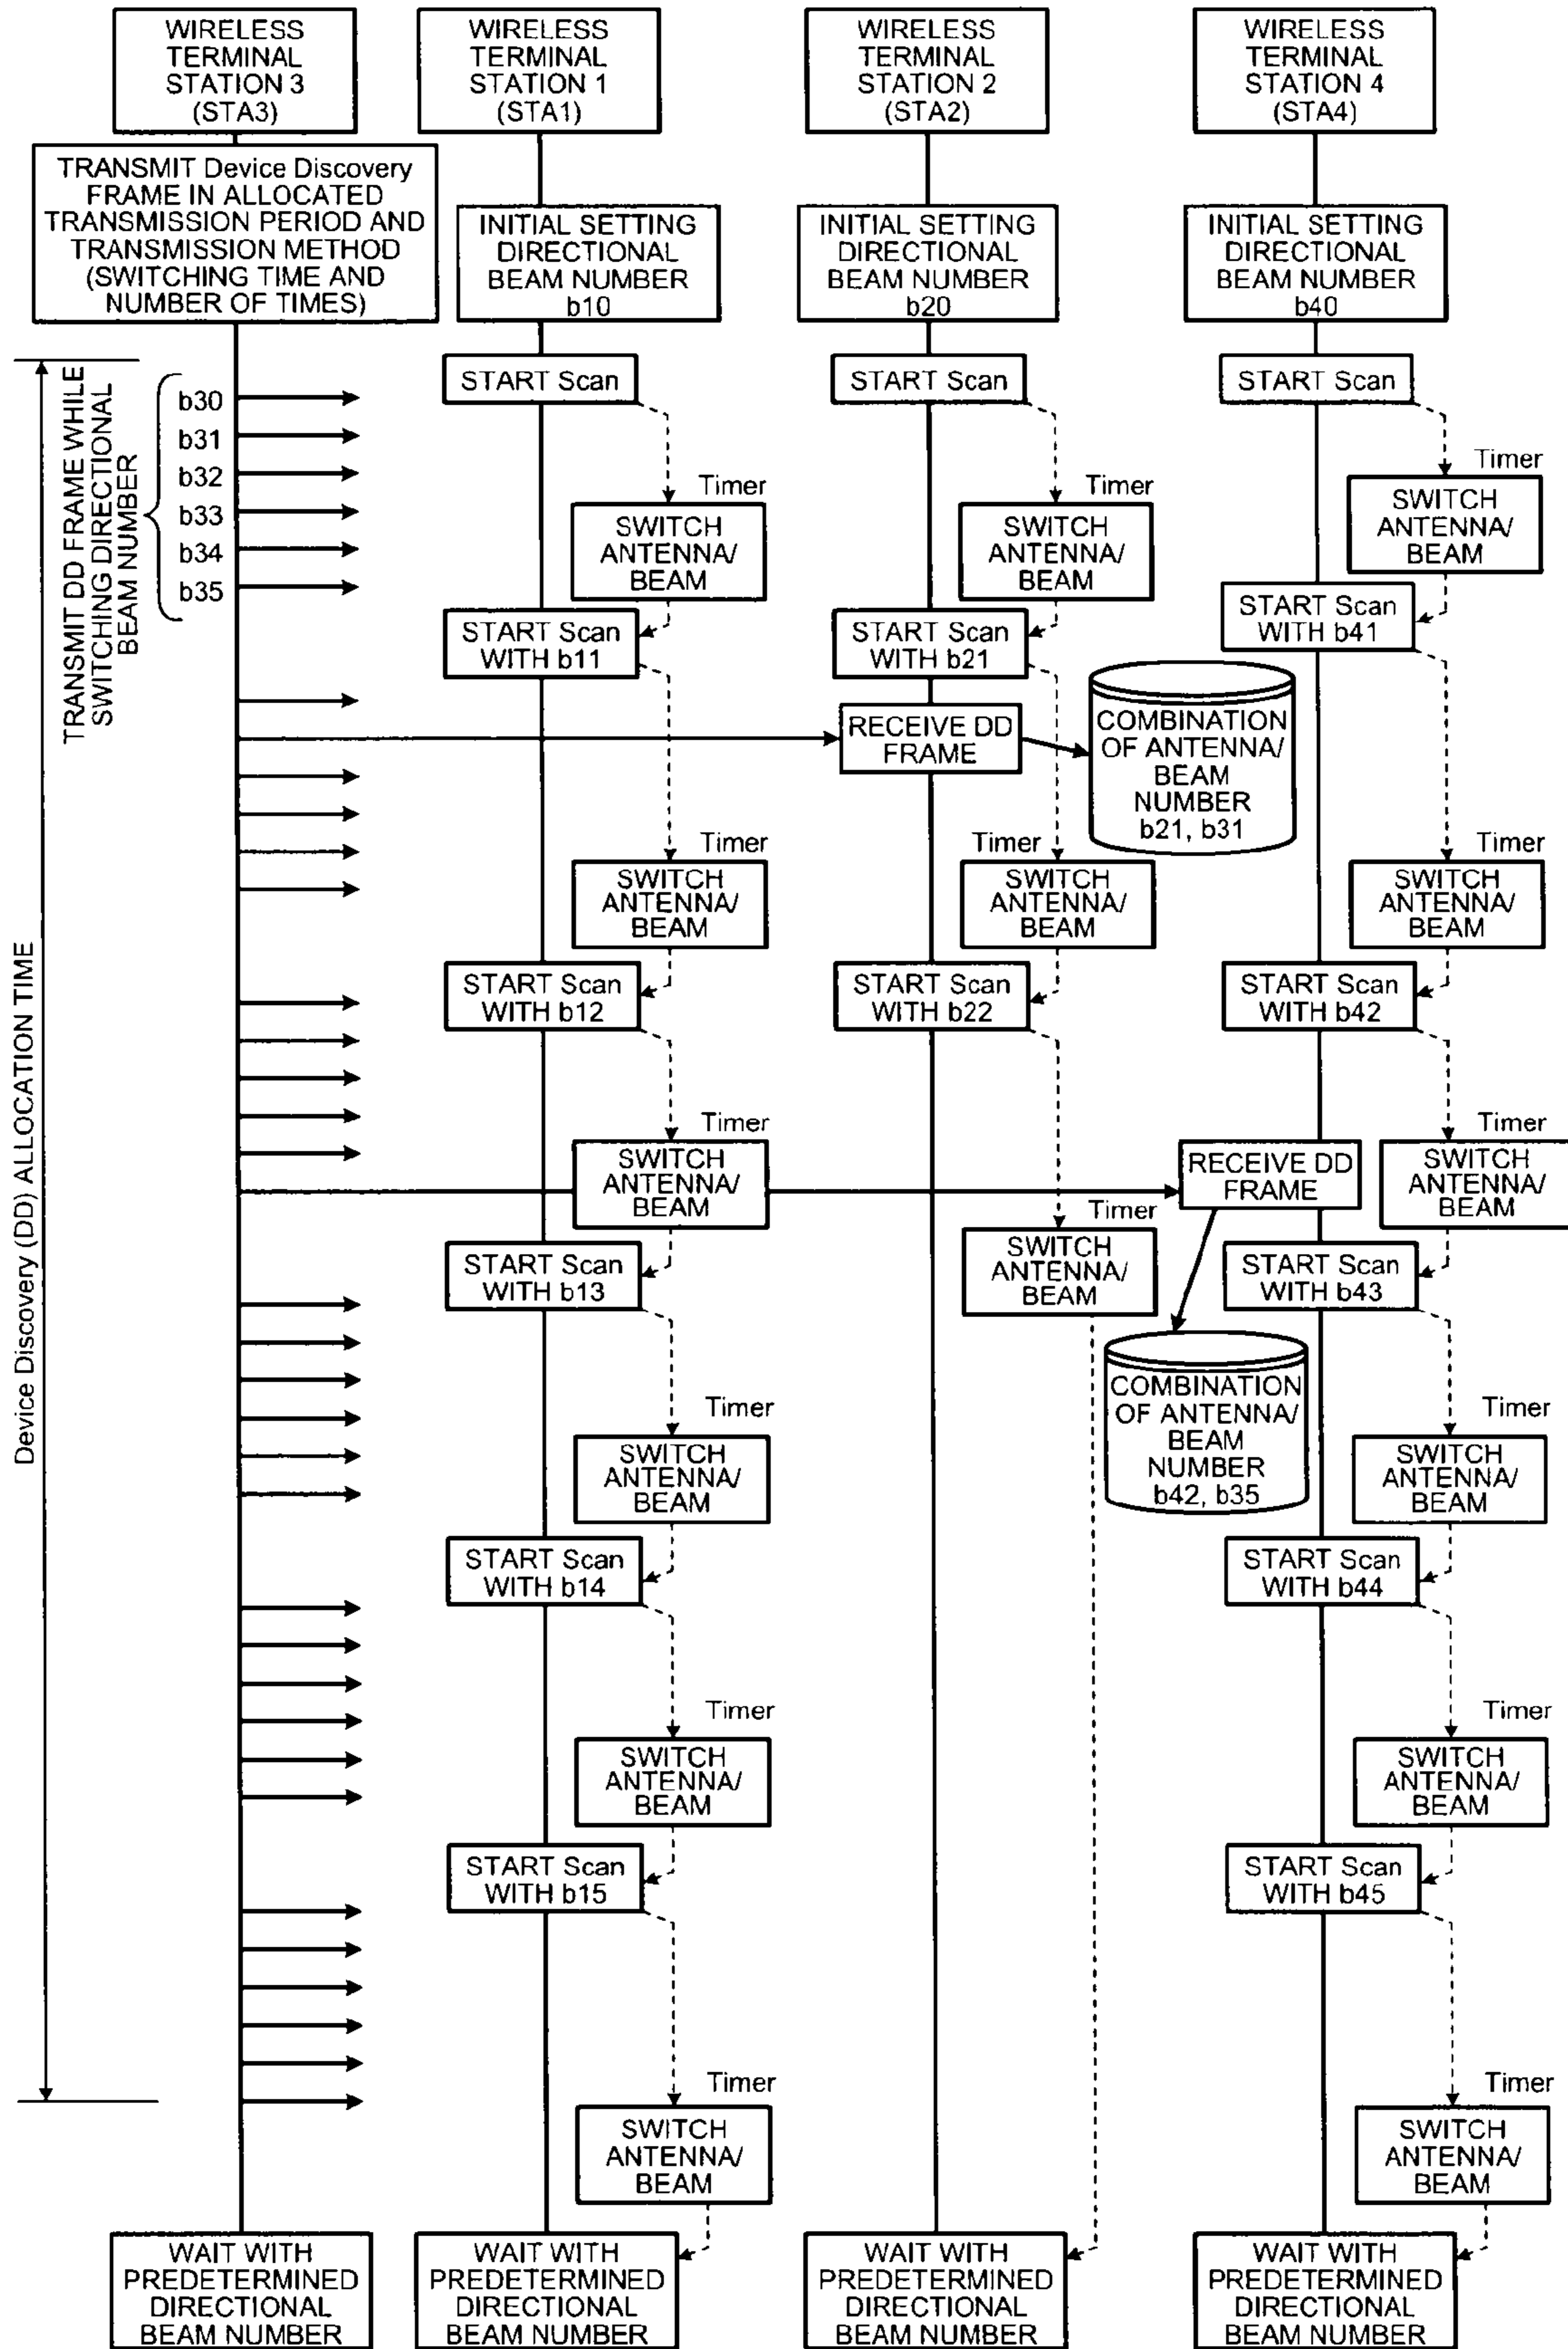 WIRELESS
TERMINAL
STATION 3
(STA3)
WIRELESS
TERMINAL
STATION 1
(STA1)
WIRELESS
TERMINAL
STATION 2
(STA2)
WIRELESS
TERMINAL
STATION 4
(STA4)
TRANSMIT Device Discovery
FRAME IN ALLOCATED
TRANSMISSION PERIOD AND
TRANSMISSION METHOD
(SWITCHING TIME AND
NUMBER OF TIMES)
INITIAL SETTING
DIRECTIONAL
BEAM NUMBER
b10
INITIAL SETTING
DIRECTIONAL
BEAM NUMBER
b20
INITIAL SETTING
DIRECTIONAL
BEAM NUMBER
b40
Device Discovery (DD) ALLOCATION TIME
TRANSMIT DD FRAME WHILE
SWITCHING DIRECTIONAL
BEAM NUMBER
b30
b31
b32
b33
b34
b35
START Scan
START Scan
START Scan
Timer
SWITCH
ANTENNA/
BEAM
Timer
SWITCH
ANTENNA/
BEAM
Timer
SWITCH
ANTENNA/
BEAM
START Scan
WITH b11
START Scan
WITH b21
START Scan
WITH b41
RECEIVE DD
FRAME
COMBINATION
OF ANTENNA/
BEAM
NUMBER
b21, b31
Timer
SWITCH
ANTENNA/
BEAM
Timer
SWITCH
ANTENNA/
BEAM
Timer
SWITCH
ANTENNA/
BEAM
START Scan
WITH b12
START Scan
WITH b22
START Scan
WITH b42
Timer
SWITCH
ANTENNA/
BEAM
RECEIVE DD
FRAME
Timer
SWITCH
ANTENNA/
BEAM
Timer
SWITCH
ANTENNA/
BEAM
START Scan
WITH b13
START Scan
WITH b43
COMBINATION
OF ANTENNA/
BEAM
NUMBER
b42, b35
Timer
SWITCH
ANTENNA/
BEAM
Timer
SWITCH
ANTENNA/
BEAM
START Scan
WITH b14
START Scan
WITH b44
Timer
SWITCH
ANTENNA/
BEAM
Timer
SWITCH
ANTENNA/
BEAM
START Scan
WITH b15
START Scan
WITH b45
Timer
SWITCH
ANTENNA/
BEAM
Timer
SWITCH
ANTENNA/
BEAM
WAIT WITH
PREDETERMINED
DIRECTIONAL
BEAM NUMBER
WAIT WITH
PREDETERMINED
DIRECTIONAL
BEAM NUMBER
WAIT WITH
PREDETERMINED
DIRECTIONAL
BEAM NUMBER
WAIT WITH
PREDETERMINED
DIRECTIONAL
BEAM NUMBER